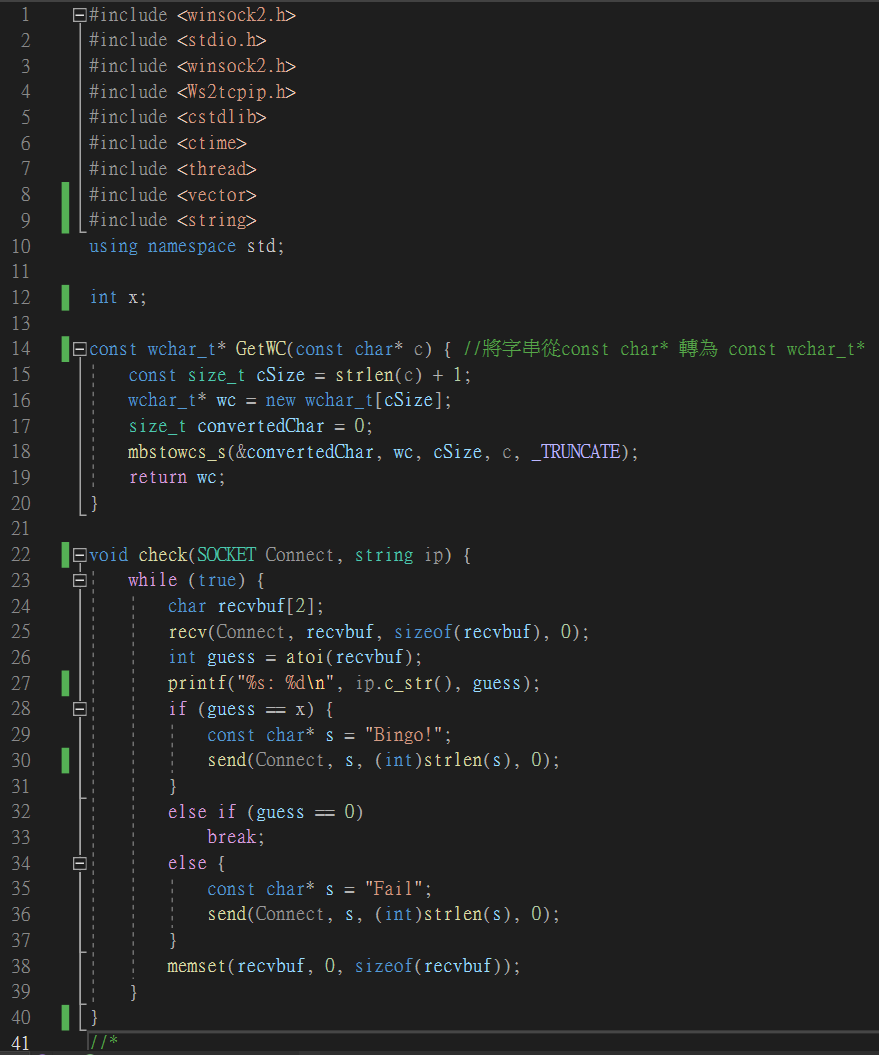 1 #include <winsock2.h>
2 #include <stdio.h>
3 #include <winsock2.h>
4 #include <Ws2tcpip.h>
5 #include <cstdlib>
6 #include <ctime>
7 #include <thread>
8 #include <vector>
9 #include <string>
10 using namespace std;
11
12 int x;
13
14 const wchar_t* GetWC(const char* c) { //將字串從const char* 轉為 const wchar_t*
15 const size_t cSize = strlen(c) + 1;
16 wchar_t* wc = new wchar_t[cSize];
17 size_t convertedChar = 0;
18 mbstowcs_s(&convertedChar, wc, cSize, c, _TRUNCATE);
19 return wc;
20 }
21
22 void check(SOCKET Connect, string ip) {
23 while (true) {
24 char recvbuf[2];
25 recv(Connect, recvbuf, sizeof(recvbuf), 0);
26 int guess = atoi(recvbuf);
27 printf("%s: %d\n", ip.c_str(), guess);
28 if (guess == x) {
29 const char* s = "Bingo!";
30 send(Connect, s, (int)strlen(s), 0);
31 }
32 else if (guess == 0)
33 break;
34 else {
35 const char* s = "Fail";
36 send(Connect, s, (int)strlen(s), 0);
37 }
38 memset(recvbuf, 0, sizeof(recvbuf));
39 }
40 }
41 //*